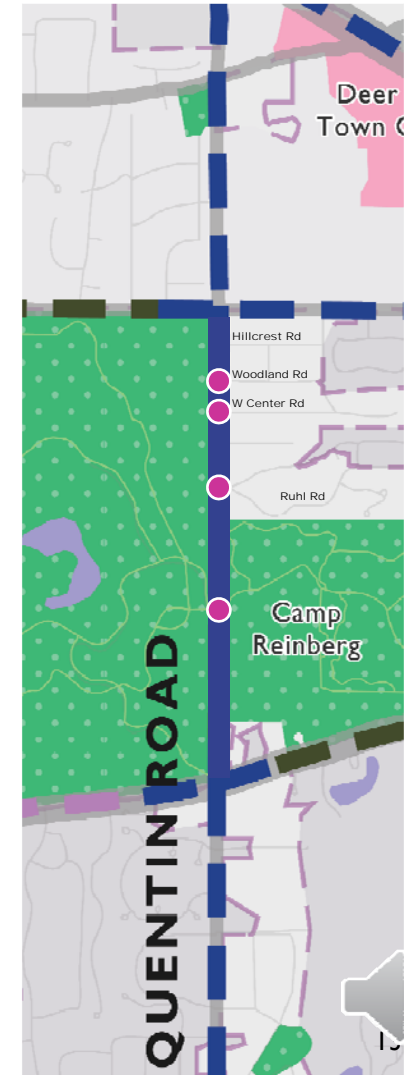 Deer
Town
Hillcrest Rd
Woodland Rd
W Center Rd
Ruhl Rd
Camp
Reinberg
QUENTIN ROAD